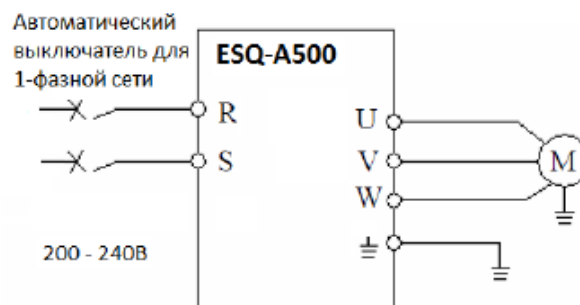 Автоматический
выключатель для
1-фазной сети
ESQ-A500
R
S
U
V
W
M
200 - 240В